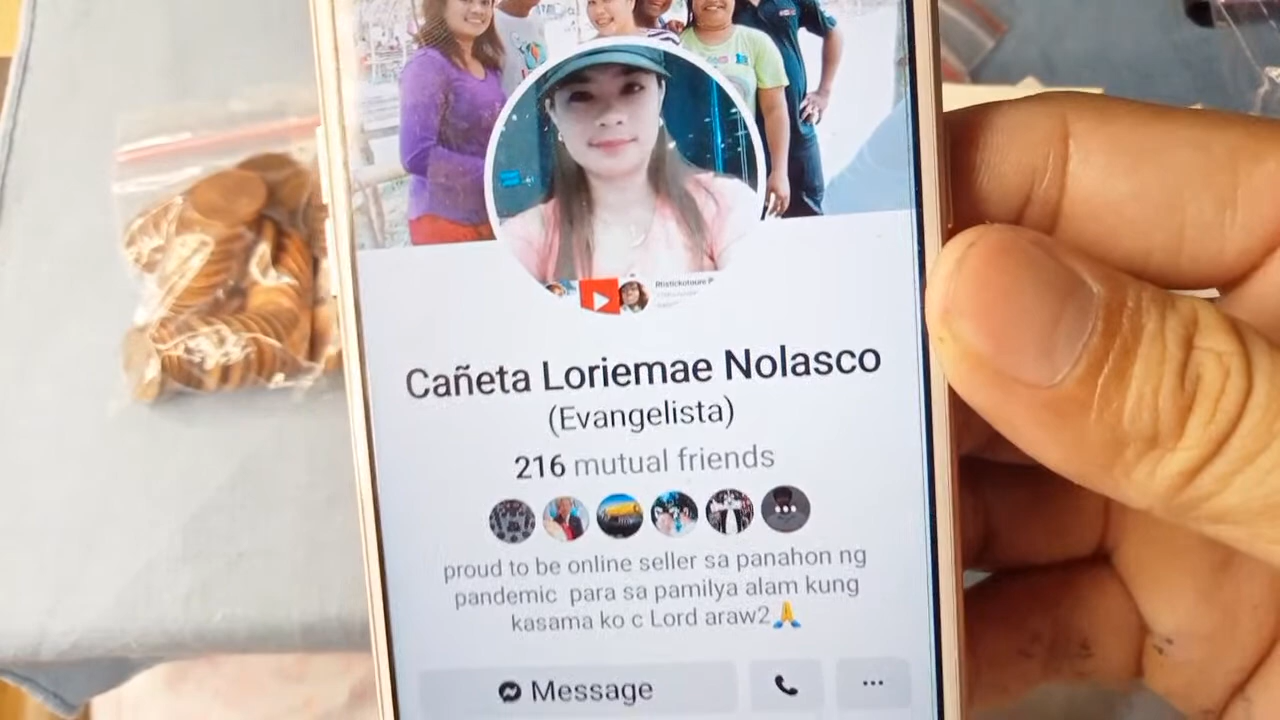 Cañeta Loriemae Nolasco
(Evangelista)
216 mutual friends
proud to be online seller sa panahon ng
pandemic para sa pamilya alam kung
kasama ko c Lord araw2🙏
Message